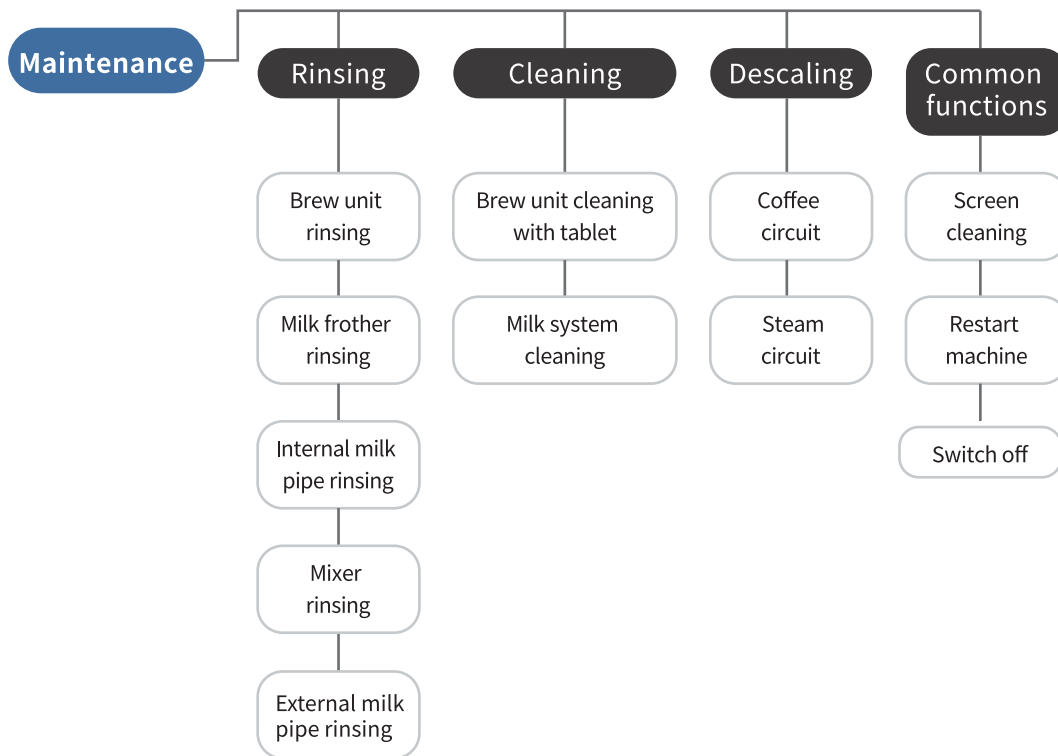 Maintenance
Rinsing
Brew unit
rinsing
Milk frother
rinsing
Internal milk
pipe rinsing
Mixer
rinsing
External milk
pipe rinsing
Cleaning
Brew unit cleaning
with tablet
Milk system
cleaning
Descaling
Coffee
circuit
Steam
circuit
Common
functions
Screen
cleaning
Restart
machine
Switch off